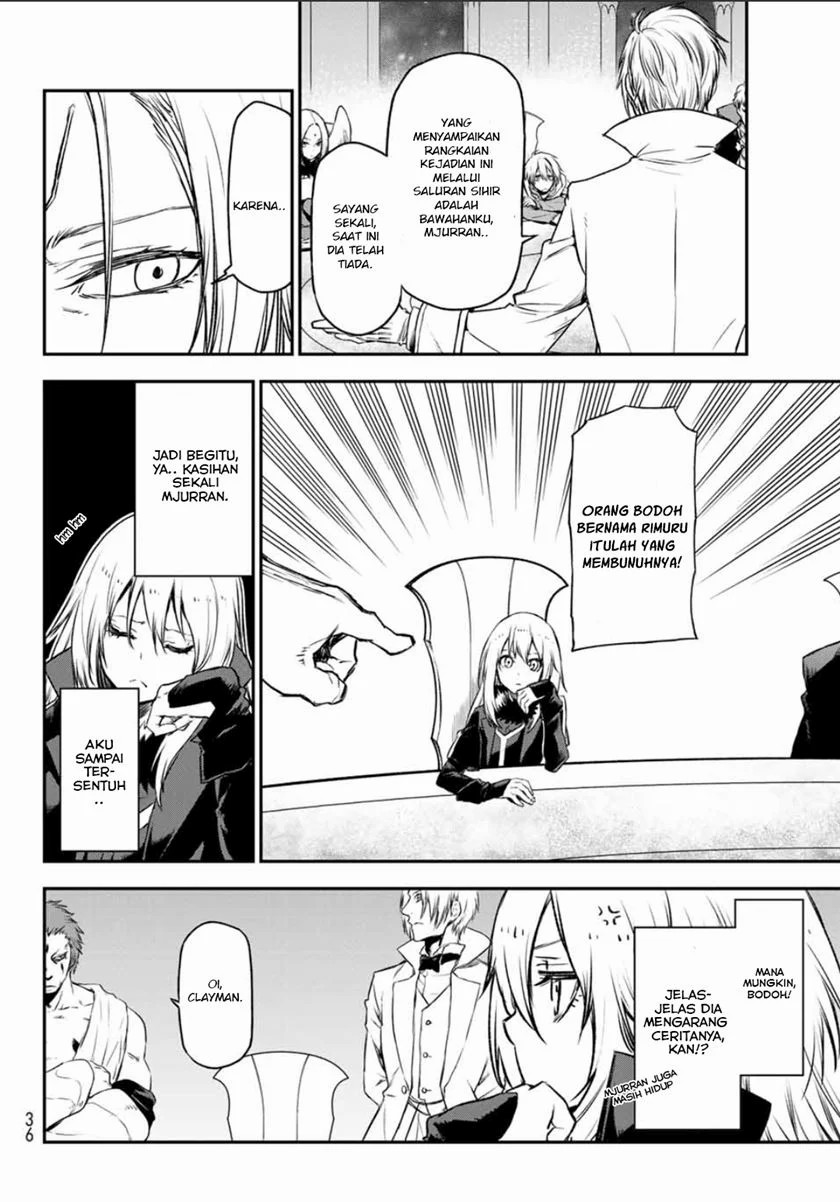 YANG
MENYAMPAIKAN
RANGKAIAN
KEJADIAN INI
MELALUI
SALURAN SIHIR
ADALAH
BAWAHANKU,
MJURRAN..
SAYANG
SEKALI,
SAAT INI
DIA TELAH
TIADA.
KARENA..
ORANG BODOH
BERNAMA RIMURU
ITULAH YANG
MEMBUNUHNYA!
JADI BEGITU,
YA.. KASIHAN
SEKALI
MJURRAN.
hm hm
AKU
SAMPAI
TER-
SENTUH
..
MANA
MUNGKIN,
BODOH!
JELAS-
JELAS DIA
MENGARANG
CERITANYA,
KAN!?
MJURRAN JUGA
MASIH HIDUP
OI,
CLAYMAN.
36